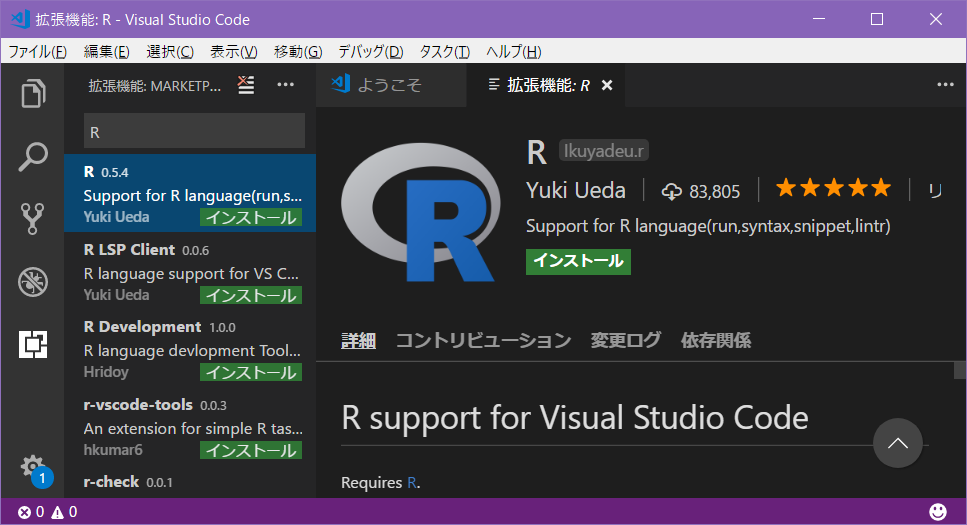 拡張機能: R - Visual Studio Code
ファイル(F) 編集(E) 選択(C) 表示(V) 移動(G) デバッグ(D) タスク(T) ヘルプ(H)
拡張機能: MARKETP...
R
R 0.5.4
Support for R language(run,s...
Yuki Ueda インストール
R LSP Client 0.0.6
R language support for VS C...
Yuki Ueda インストール
R Development 1.0.0
R language devlopment Tool...
Hridoy インストール
r-vscode-tools 0.0.3
An extension for simple R tas...
hkumar6 インストール
r-check 0.0.1
1
ようこそ 拡張機能: R
R
R Ikuyadeu.r
Yuki Ueda 83,805 リ
Support for R language(run,syntax,snippet,lintr)
インストール
詳細 コントリビューション 変更ログ 依存関係
R support for Visual Studio Code
Requires R.
0 0